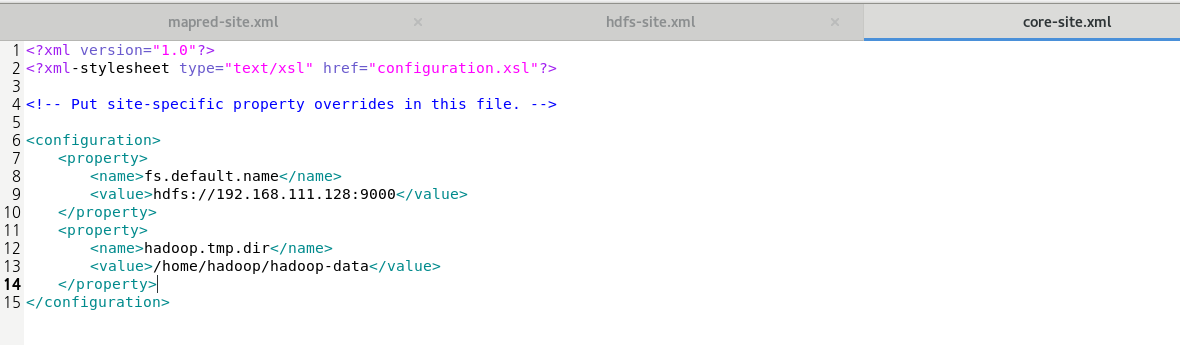 mapred-site.xml × hdfs-site.xml × core-site.xml
1 <?xml version="1.0"?>
2 <?xml-stylesheet type="text/xsl" href="configuration.xsl"?>
3
4 <!-- Put site-specific property overrides in this file. -->
5
6 <configuration>
7     <property>
8         <name>fs.default.name</name>
9         <value>hdfs://192.168.111.128:9000</value>
10     </property>
11     <property>
12         <name>hadoop.tmp.dir</name>
13         <value>/home/hadoop/hadoop-data</value>
14     </property>
15 </configuration>